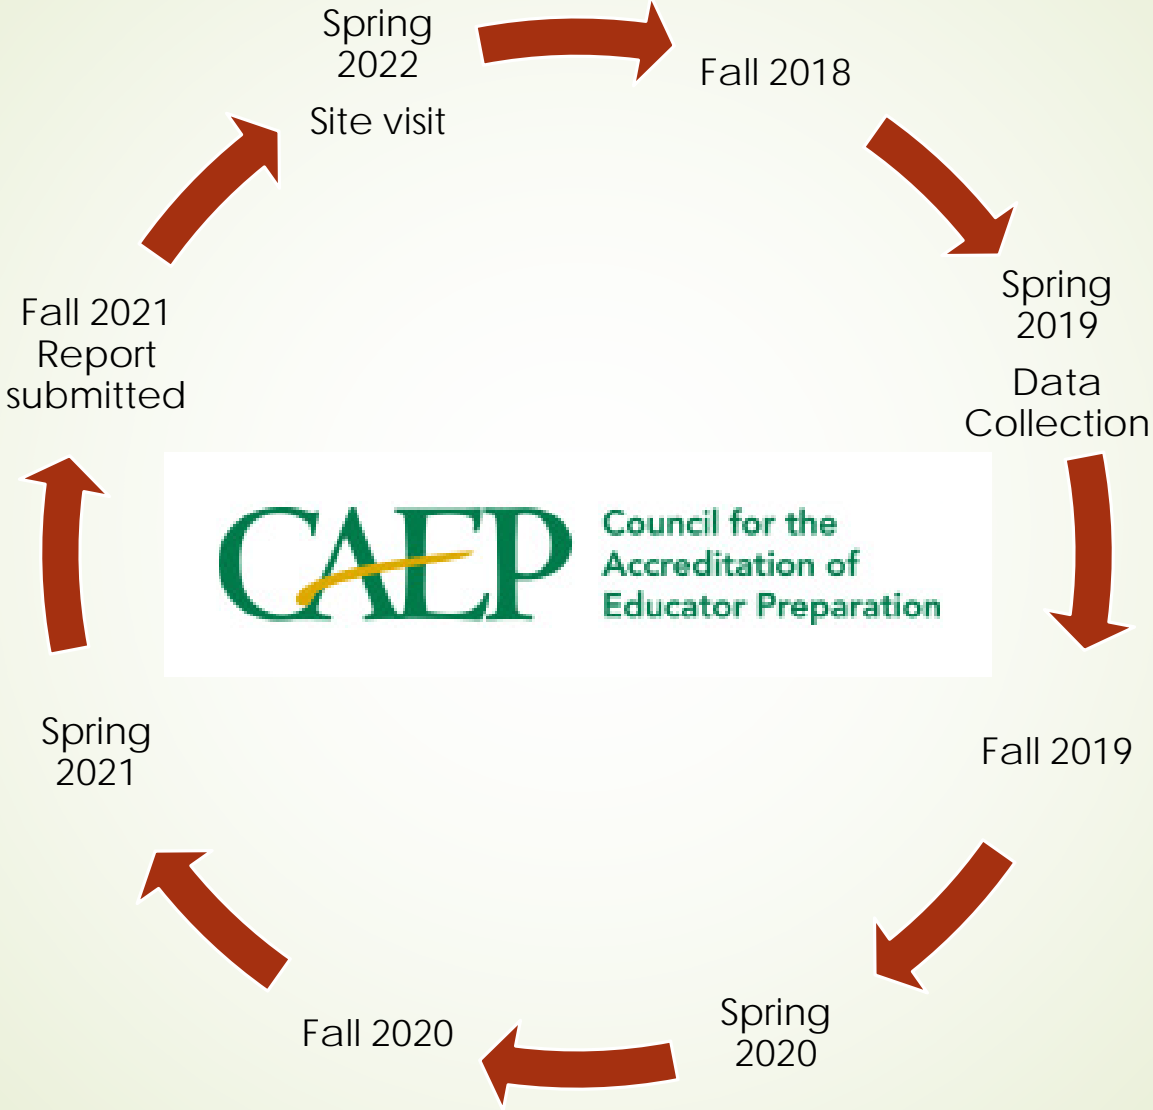 Spring
2022
Site visit
Fall 2018
Spring
2019
Data
Collection
Fall 2019
Spring
2020
Fall 2020
Spring
2021
Fall 2021
Report
submitted
CAEP
Council for the
Accreditation of
Educator Preparation